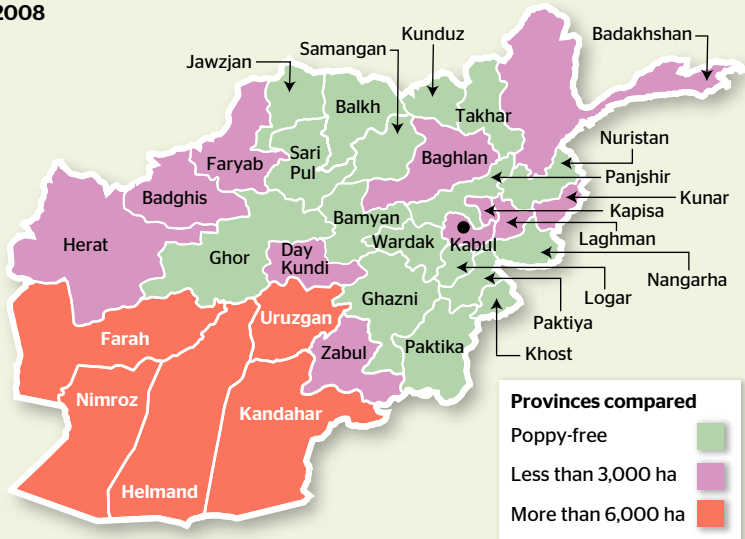 2008
Jawzjan
Samangan
Kunduz
Badakhshan
Balkh
Takhar
Nuristan
Faryab
Sari
Pul
Baghlan
Panjshir
Badghis
Kunar
Kapisa
Bamyan
Herat
Ghor
Day
Kundi
Wardak
Kabul
Laghman
Nangarha
Logar
Ghazni
Paktiya
Uruzgan
Farah
Zabul
Paktika
Khost
Nimroz
Kandahar
Helmand
Provinces compared
Poppy-free
Less than 3,000 ha
More than 6,000 ha